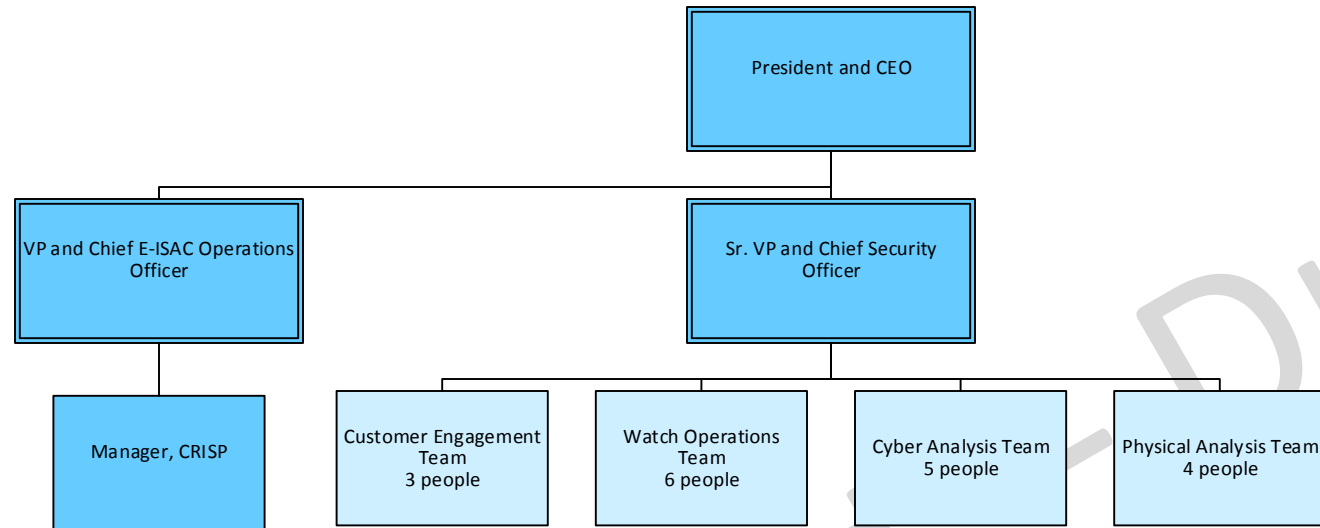 President and CEO
VP and Chief E-ISAC Operations
Officer
Sr. VP and Chief Security
Officer
Manager, CRISP
Customer Engagement
Team
3 people
Watch Operations
Team
6 people
Cyber Analysis Team
5 people
Physical Analysis Team
4 people